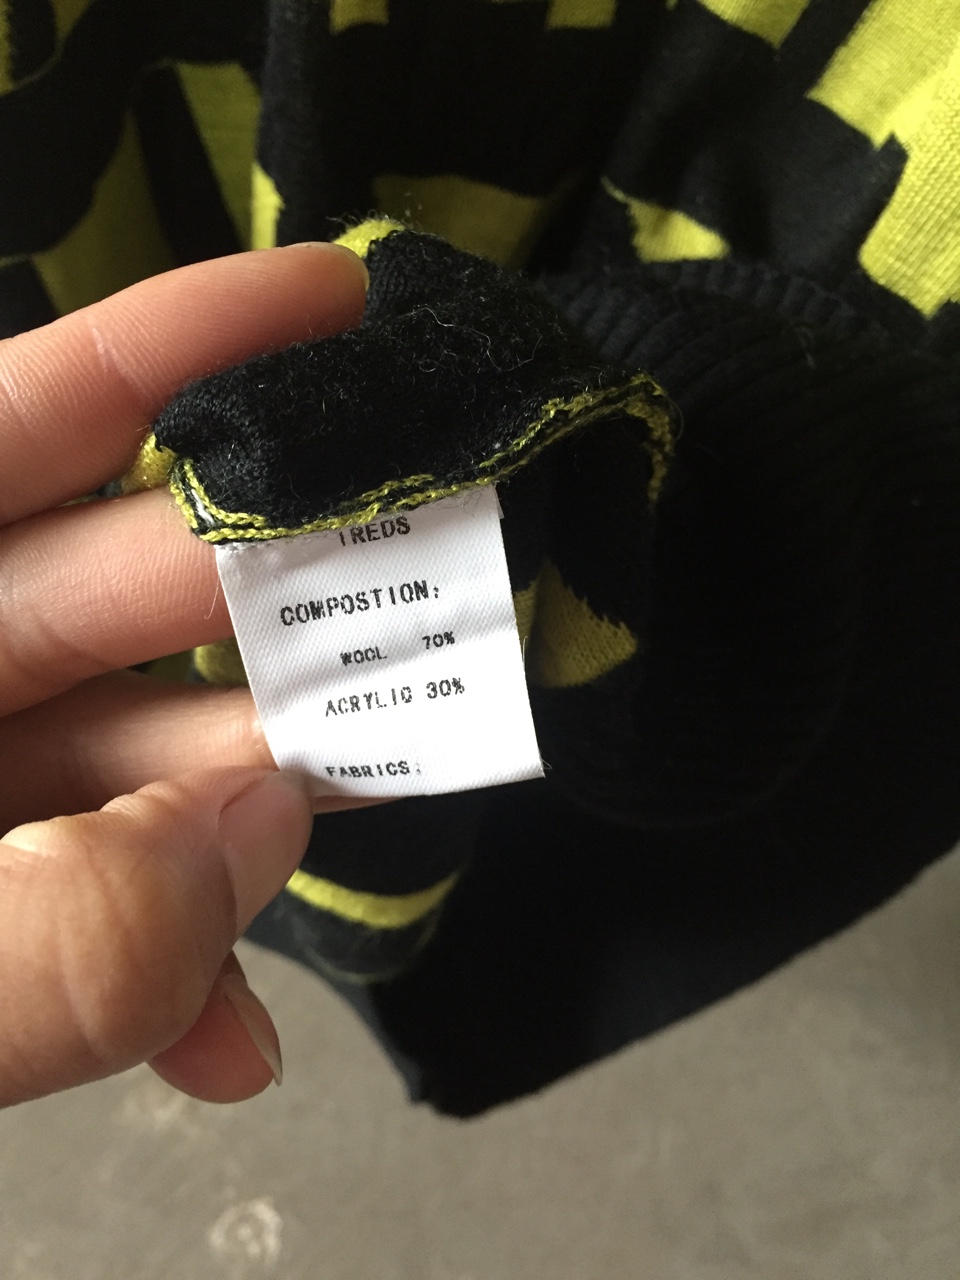 TREDS
COMPOSTION:
WOOL 70%
ACRYLIC 30%
FABRICS: